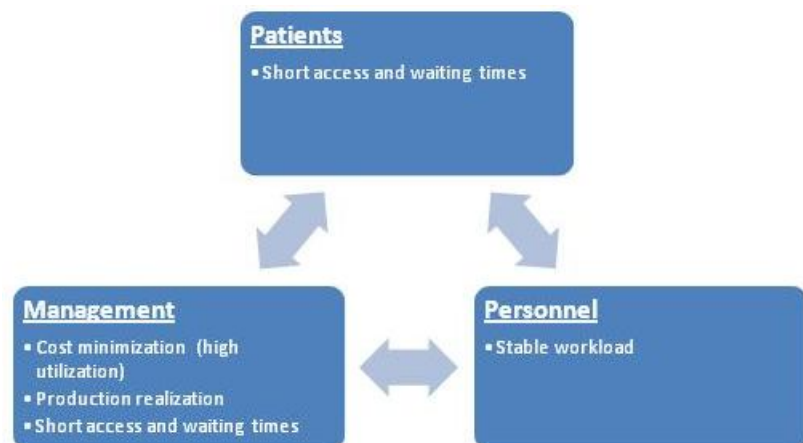 Patients
▪ Short access and waiting times
Management
▪ Cost minimization (high
utilization)
▪ Production realization
▪ Short access and waiting times
Personnel
▪ Stable workload